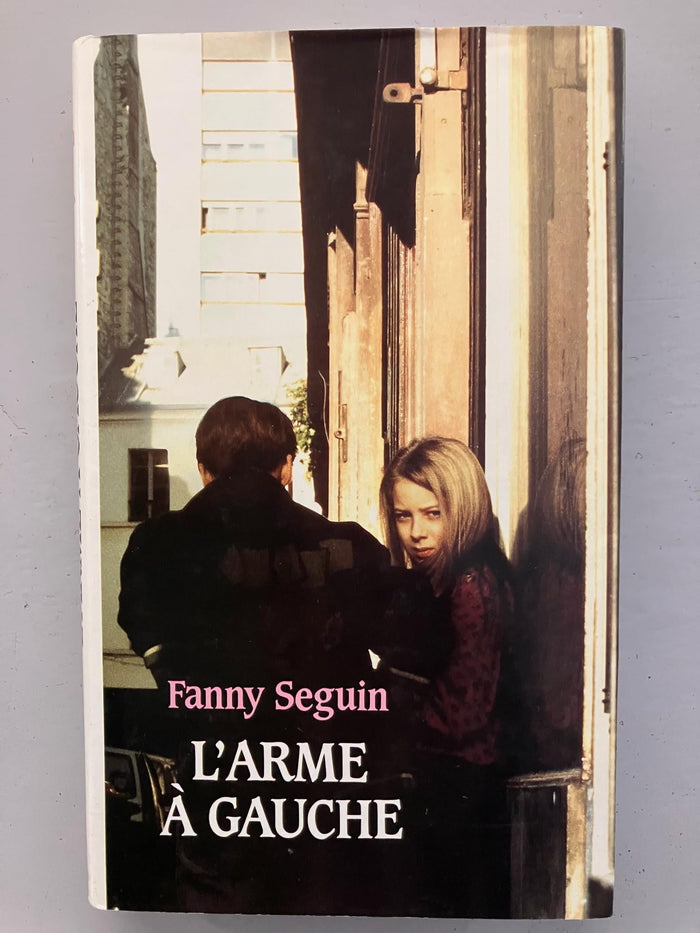 Fanny Seguin
L'ARME
À GAUCHE